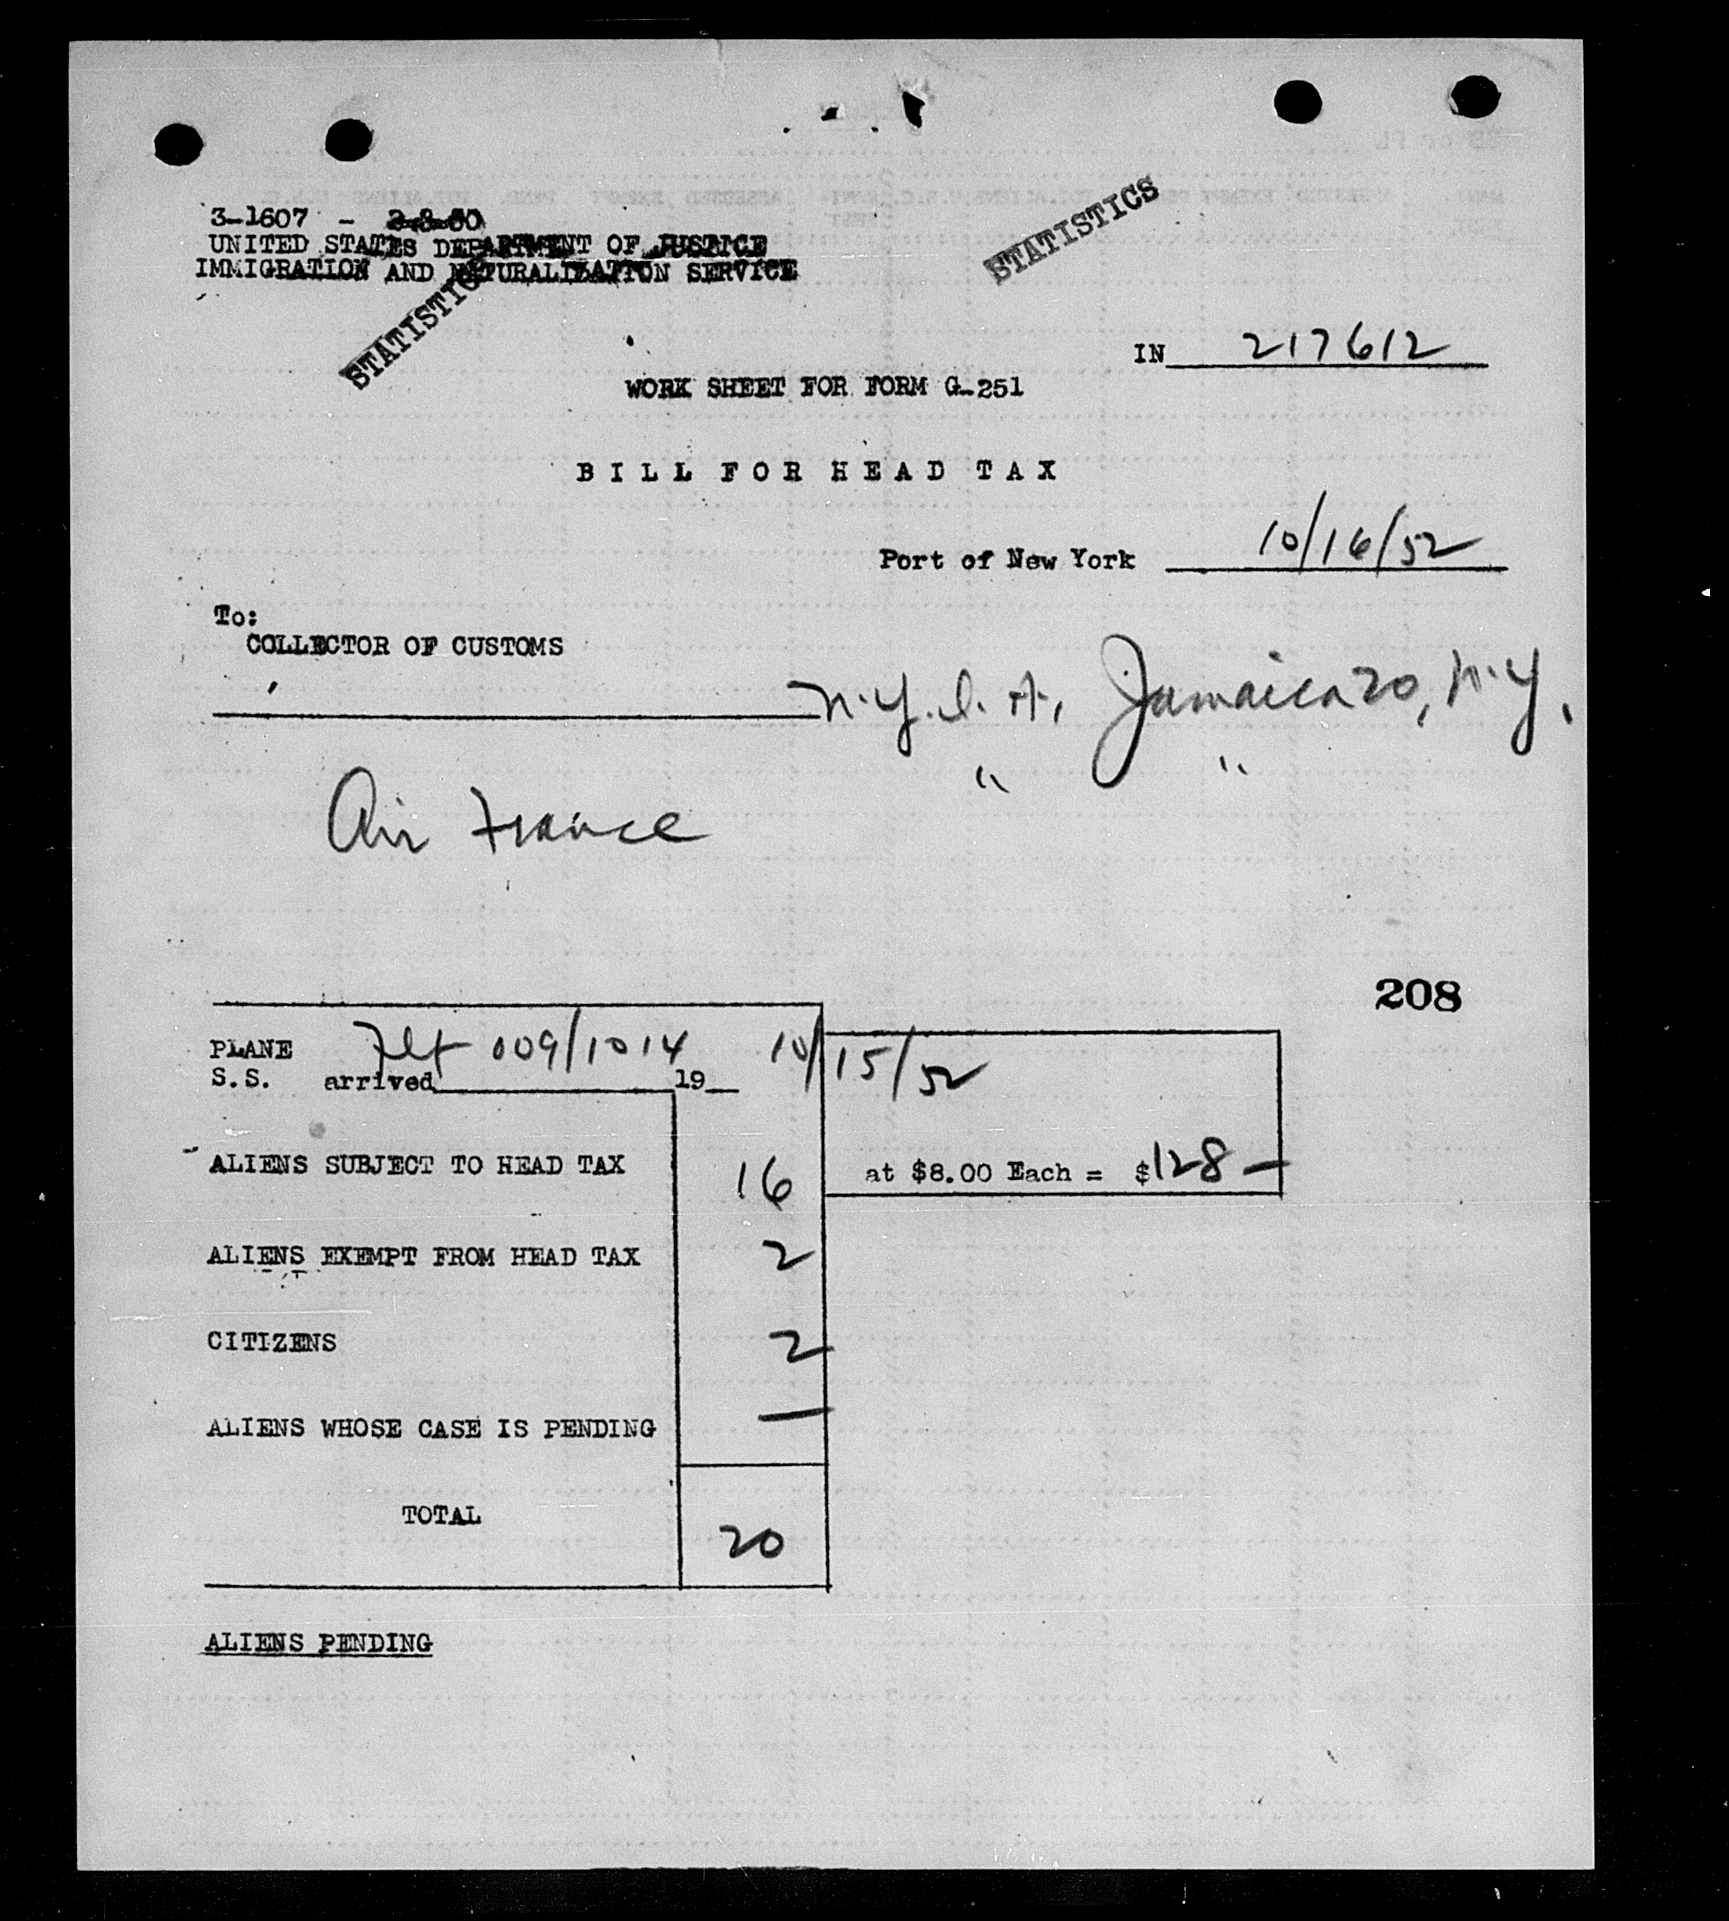 3-1607 - 2-8-50
UNITED STATES DEPARTMENT OF JUSTICE
IMMIGRATION AND NATURALIZATION SERVICE
STATISTICS
STATISTICS
IN 217612
WORK SHEET FOR FORM G-251
BILL FOR HEAD TAX
Port of New York 10/16/52
To:
COLLECTOR OF CUSTOMS
N.Y.I.A., Jamaica 20, N.Y.
Air France " "
208
PLANE Flt 009/1014 10/15/52
S.S. arrived 19
ALIENS SUBJECT TO HEAD TAX 16 at $8.00 Each = $128 —
ALIENS EXEMPT FROM HEAD TAX 2
CITIZENS 2
ALIENS WHOSE CASE IS PENDING —
TOTAL 20
ALIENS PENDING